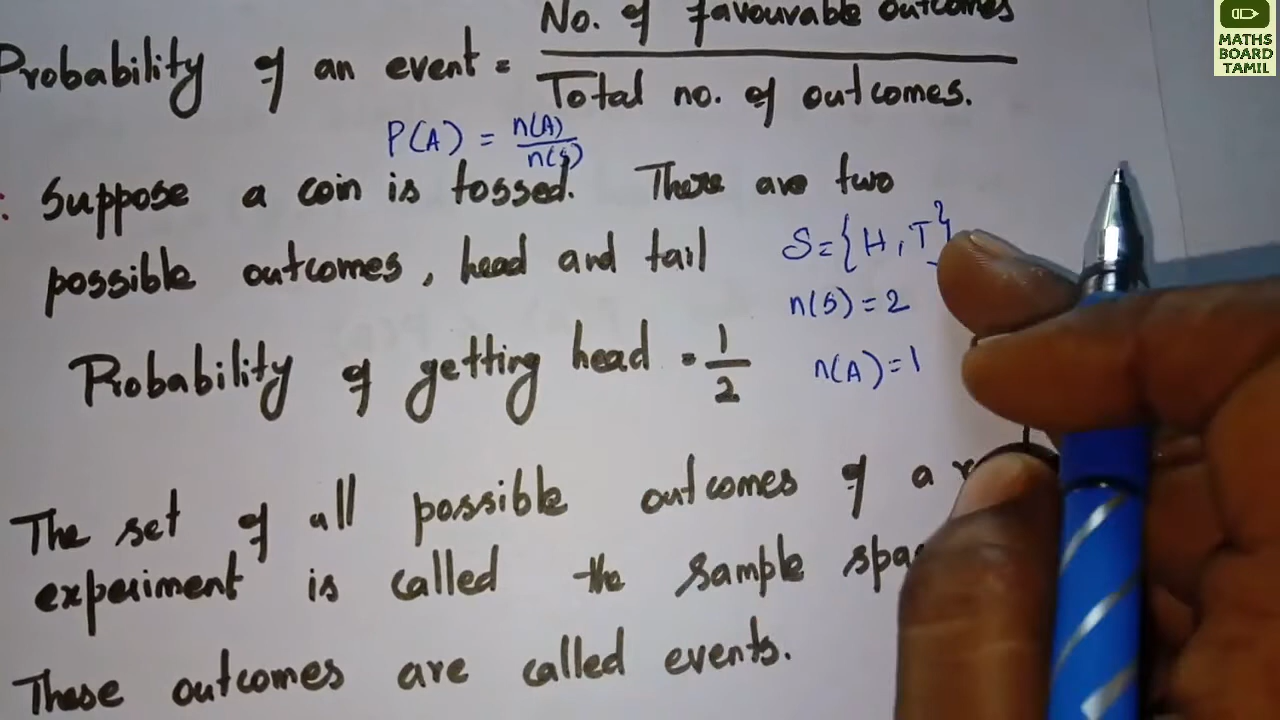 No. of favourable outcomes
Probability of an event = Total no. of outcomes.
P(A) = n(A)/n(S)
: Suppose a coin is tossed. There are two
possible outcomes, head and tail
S = {H, T}
n(S) = 2
Probability of getting head = 1/2
n(A) = 1
The set of all possible outcomes of a
experiment is called the sample
These outcomes are called events.
MATHS
BOARD
TAMIL